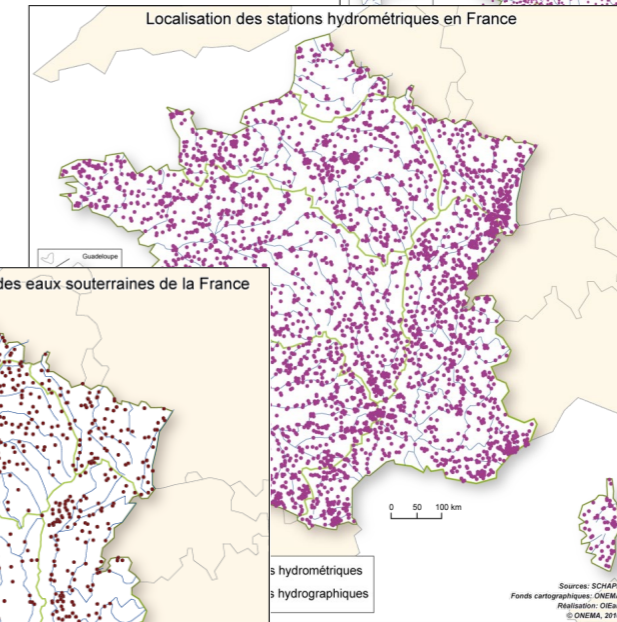 Localisation des stations hydrométriques en France
Guadeloupe
des eaux souterraines de la France
0 50 100 km
s hydrométriques
s hydrographiques
Sources: SCHAP
Fonds cartographiques: ONEMA
Réalisation: OIEa
© ONEMA, 201